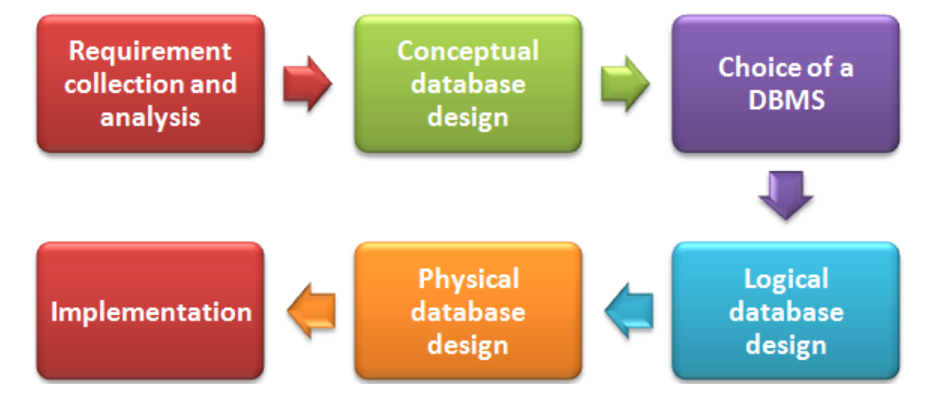 Requirement
collection and
analysis
Conceptual
database
design
Choice of a
DBMS
Logical
database
design
Physical
database
design
Implementation